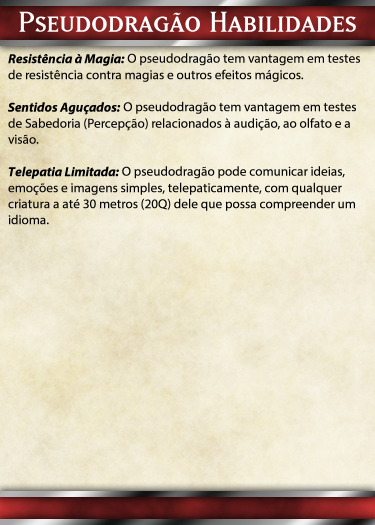 Pseudodragão Habilidades
Resistência à Magia: O pseudodragão tem vantagem em testes
de resistência contra magias e outros efeitos mágicos.
Sentidos Aguçados: O pseudodragão tem vantagem em testes
de Sabedoria (Percepção) relacionados à audição, ao olfato e a
visão.
Telepatia Limitada: O pseudodragão pode comunicar ideias,
emoções e imagens simples, telepaticamente, com qualquer
criatura a até 30 metros (20Q) dele que possa compreender um
idioma.